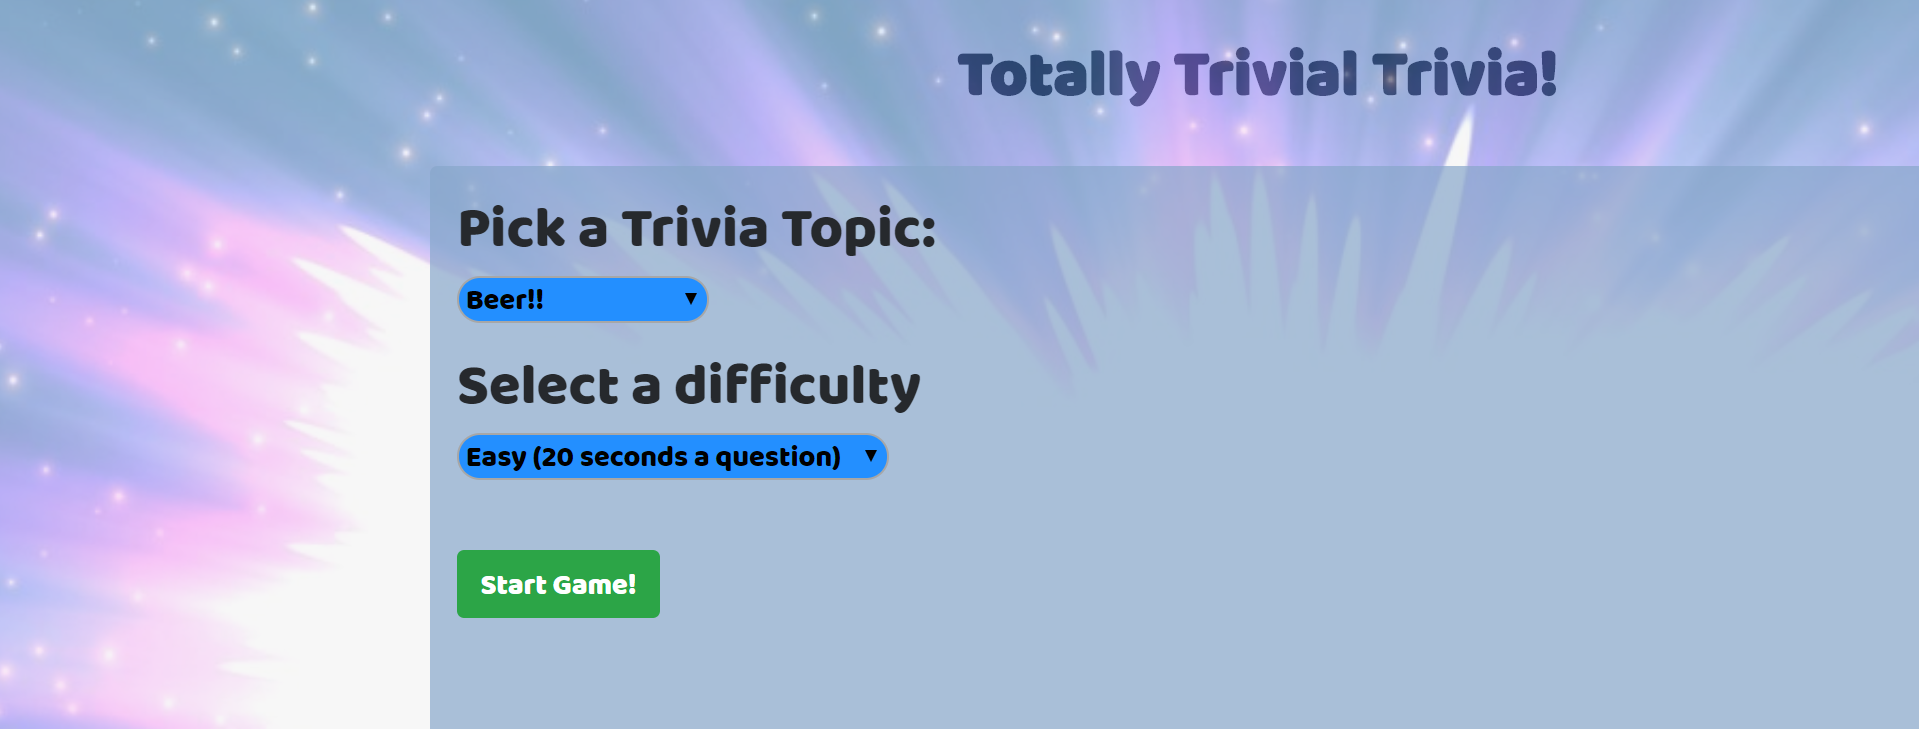 Totally Trivial Trivia!
Pick a Trivia Topic:
Beer!!
Select a difficulty
Easy (20 seconds a question)
Start Game!